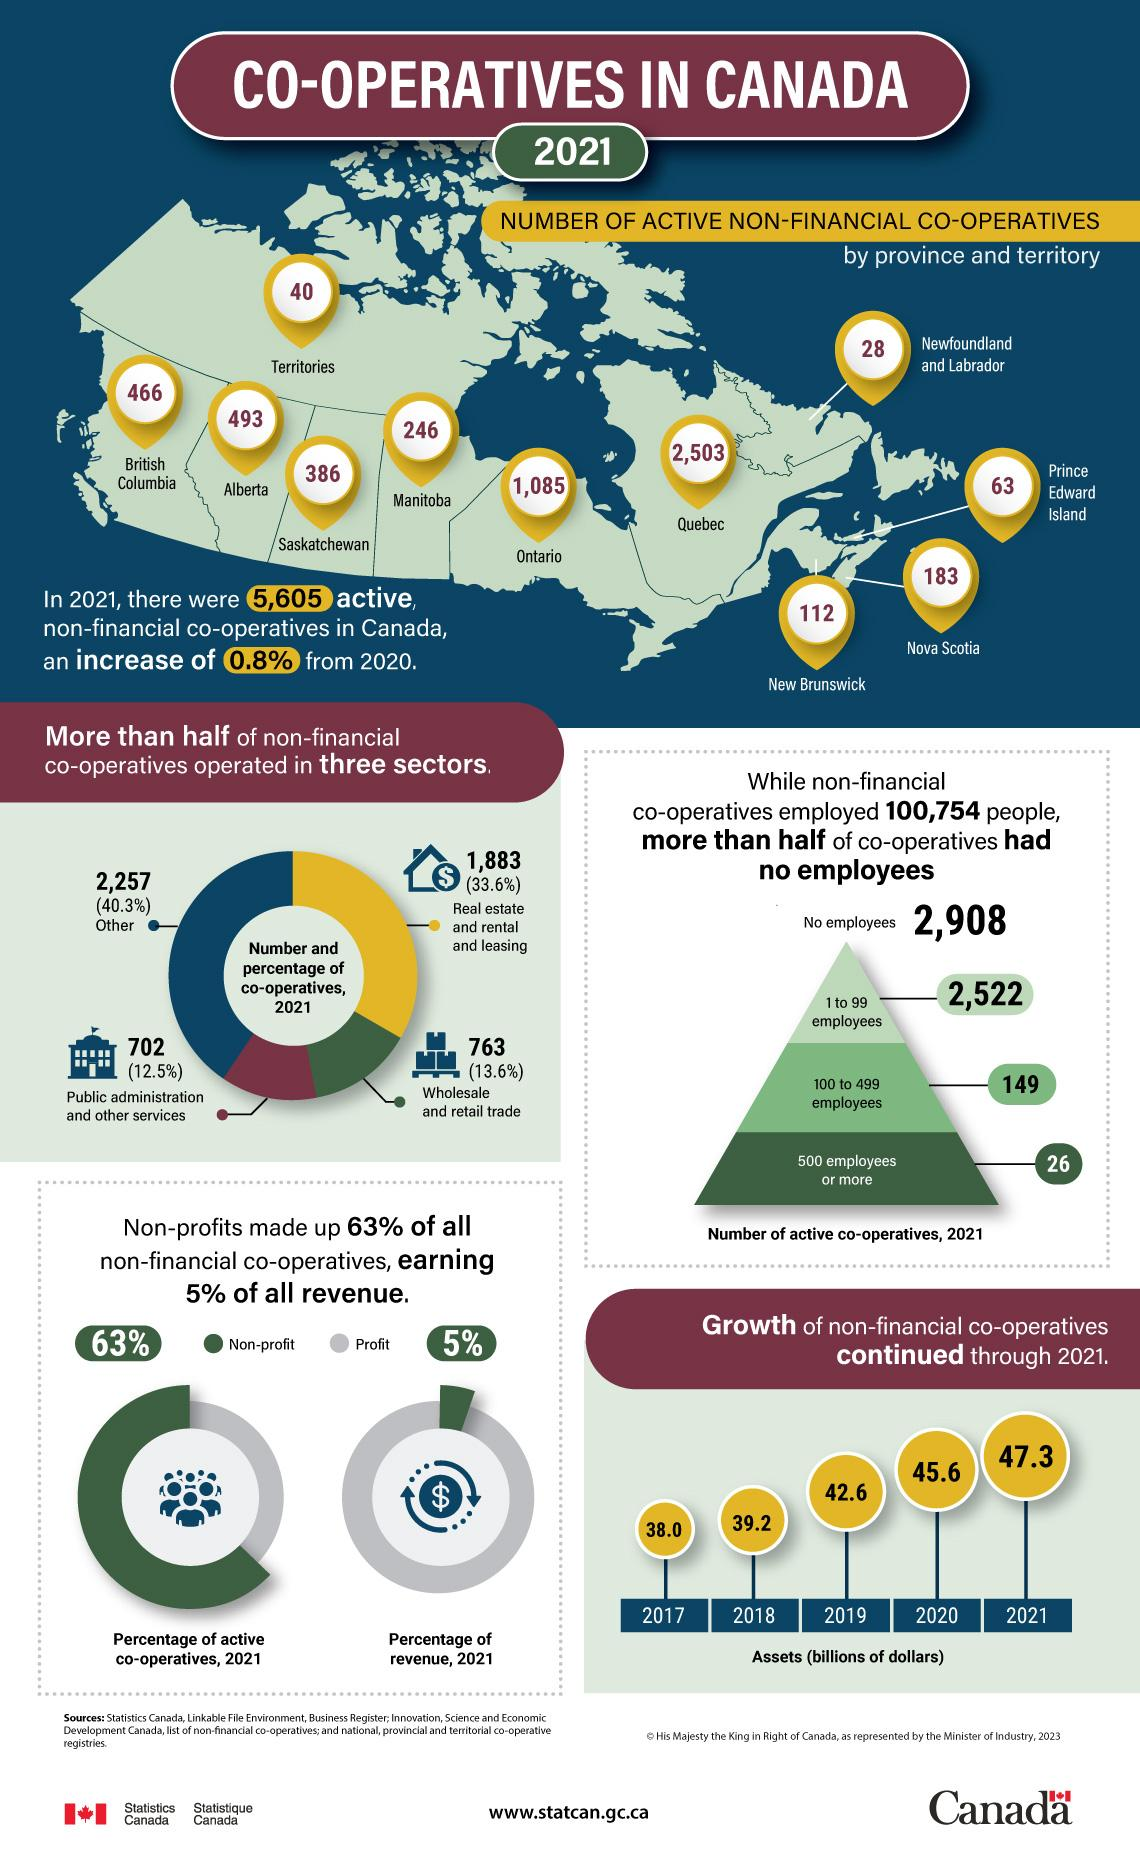 CO-OPERATIVES IN CANADA
2021
NUMBER OF ACTIVE NON-FINANCIAL CO-OPERATIVES
by province and territory
40
Territories
28
Newfoundland
and Labrador
466
British
Columbia
493
Alberta
386
Saskatchewan
246
Manitoba
1,085
Ontario
2,503
Quebec
63
Prince
Edward
Island
183
Nova Scotia
112
New Brunswick
In 2021, there were 5,605 active,
non-financial co-operatives in Canada,
an increase of 0.8% from 2020.
More than half of non-financial
co-operatives operated in three sectors.
2,257
(40.3%)
Other
1,883
(33.6%)
Real estate
and rental
and leasing
Number and
percentage of
co-operatives,
2021
702
(12.5%)
Public administration
and other services
763
(13.6%)
Wholesale
and retail trade
While non-financial
co-operatives employed 100,754 people,
more than half of co-operatives had
no employees
No employees 2,908
1 to 99
employees
2,522
100 to 499
employees
149
500 employees
or more
26
Number of active co-operatives, 2021
Non-profits made up 63% of all
non-financial co-operatives, earning
5% of all revenue.
63% Non-profit Profit 5%
$
Percentage of active
co-operatives, 2021
Percentage of
revenue, 2021
Growth of non-financial co-operatives
continued through 2021.
38.0
39.2
42.6
45.6
47.3
2017 2018 2019 2020 2021
Assets (billions of dollars)
Sources: Statistics Canada, Linkable File Environment, Business Register; Innovation, Science and Economic
Development Canada, list of non-financial co-operatives; and national, provincial and territorial co-operative
registries.
© His Majesty the King in Right of Canada, as represented by the Minister of Industry, 2023
Statistics
Canada
Statistique
Canada
www.statcan.gc.ca
Canada